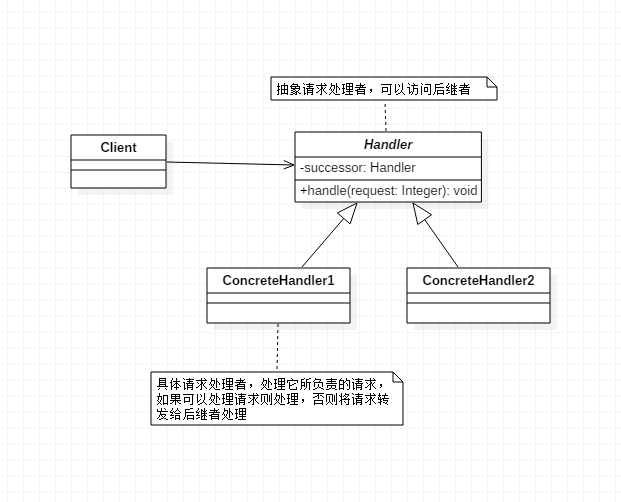 抽象请求处理者，可以访问后继者
Client
Handler
-successor: Handler
+handle(request: Integer): void
ConcreteHandler1
ConcreteHandler2
具体请求处理者，处理它所负责的请求，
如果可以处理请求则处理，否则将请求转
发给后继者处理